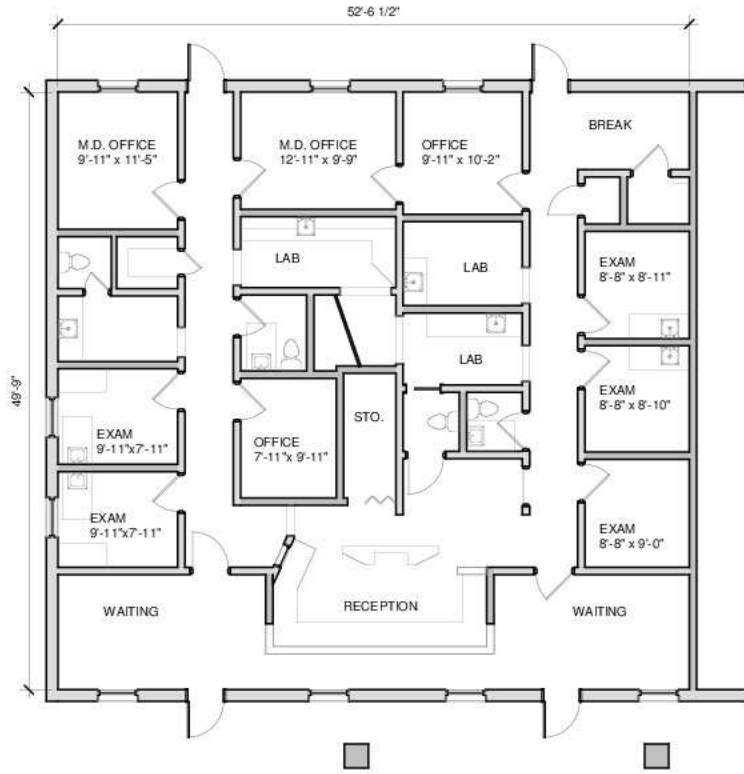 52'-6 1/2"
BREAK
M.D. OFFICE
9'-11" x 11'-5"
M.D. OFFICE
12'-11" x 9'-9"
OFFICE
9'-11" x 10'-2"
LAB
LAB
EXAM
8'-8" x 8'-11"
LAB
49'-9"
EXAM
8'-8" x 8'-10"
STO.
EXAM
9'-11"x7'-11"
OFFICE
7'-11" x 9'-11"
EXAM
9'-11"x7'-11"
EXAM
8'-8" x 9'-0"
WAITING
RECEPTION
WAITING